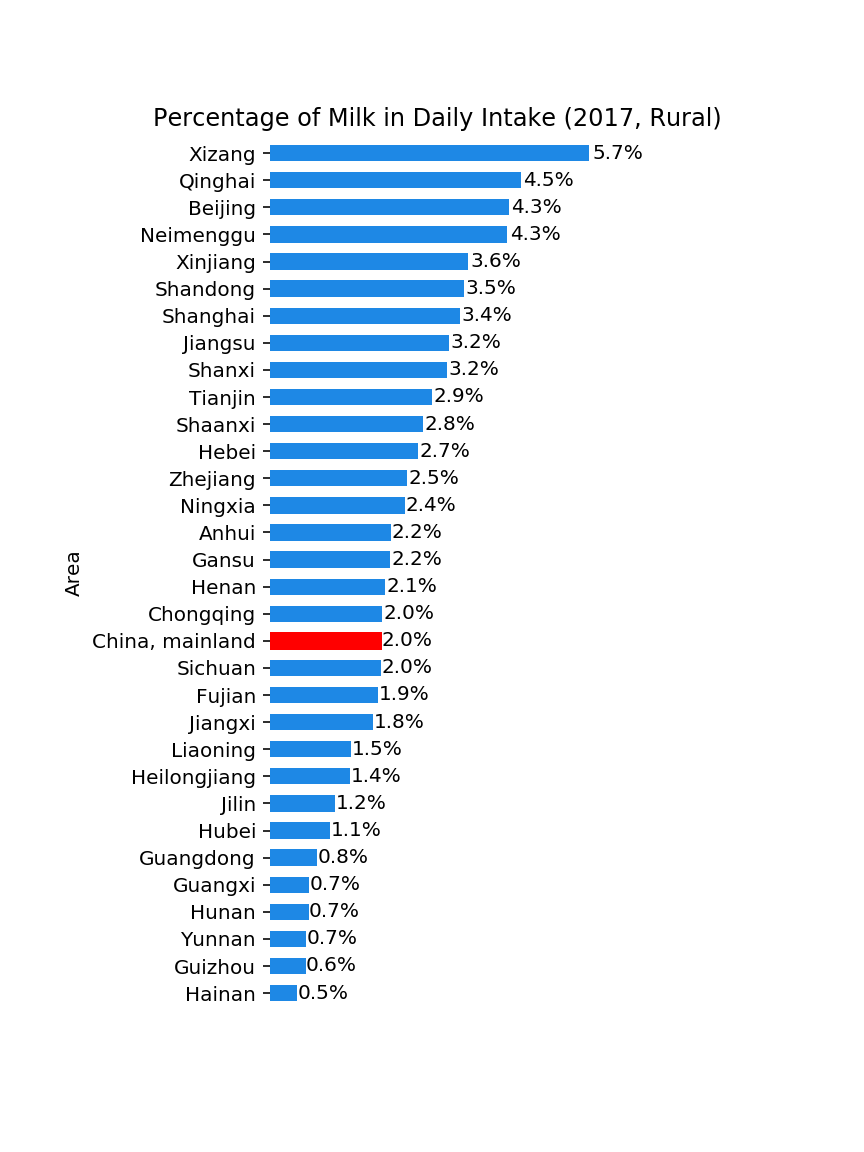 Percentage of Milk in Daily Intake (2017, Rural)
Xizang 5.7%
Qinghai 4.5%
Beijing 4.3%
Neimenggu 4.3%
Xinjiang 3.6%
Shandong 3.5%
Shanghai 3.4%
Jiangsu 3.2%
Shanxi 3.2%
Tianjin 2.9%
Shaanxi 2.8%
Hebei 2.7%
Zhejiang 2.5%
Ningxia 2.4%
Anhui 2.2%
Gansu 2.2%
Henan 2.1%
Chongqing 2.0%
China, mainland 2.0%
Sichuan 2.0%
Fujian 1.9%
Jiangxi 1.8%
Liaoning 1.5%
Heilongjiang 1.4%
Jilin 1.2%
Hubei 1.1%
Guangdong 0.8%
Guangxi 0.7%
Hunan 0.7%
Yunnan 0.7%
Guizhou 0.6%
Hainan 0.5%
Area